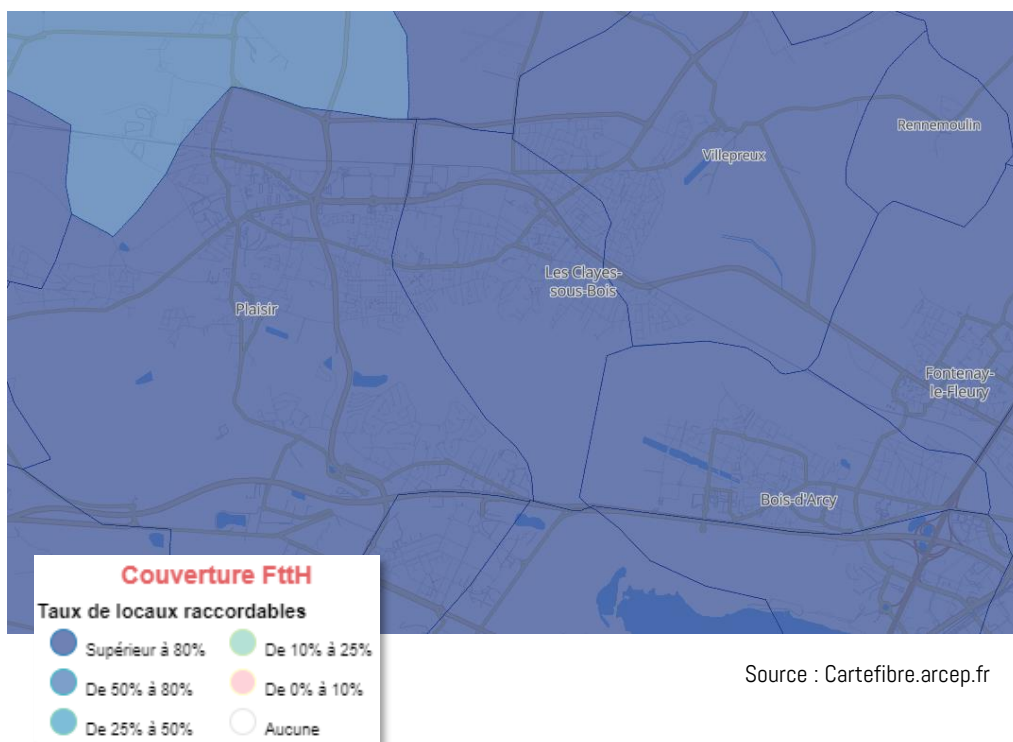 Rennemoulin
Villepreux
Les Clayes-
sous-Bois
Plaisir
Fontenay-
le-Fleury
Bois-d'Arcy
Couverture FttH
Taux de locaux raccordables
Supérieur à 80%
De 10% à 25%
De 50% à 80%
De 0% à 10%
De 25% à 50%
Aucune
Source : Cartefibre.arcep.fr